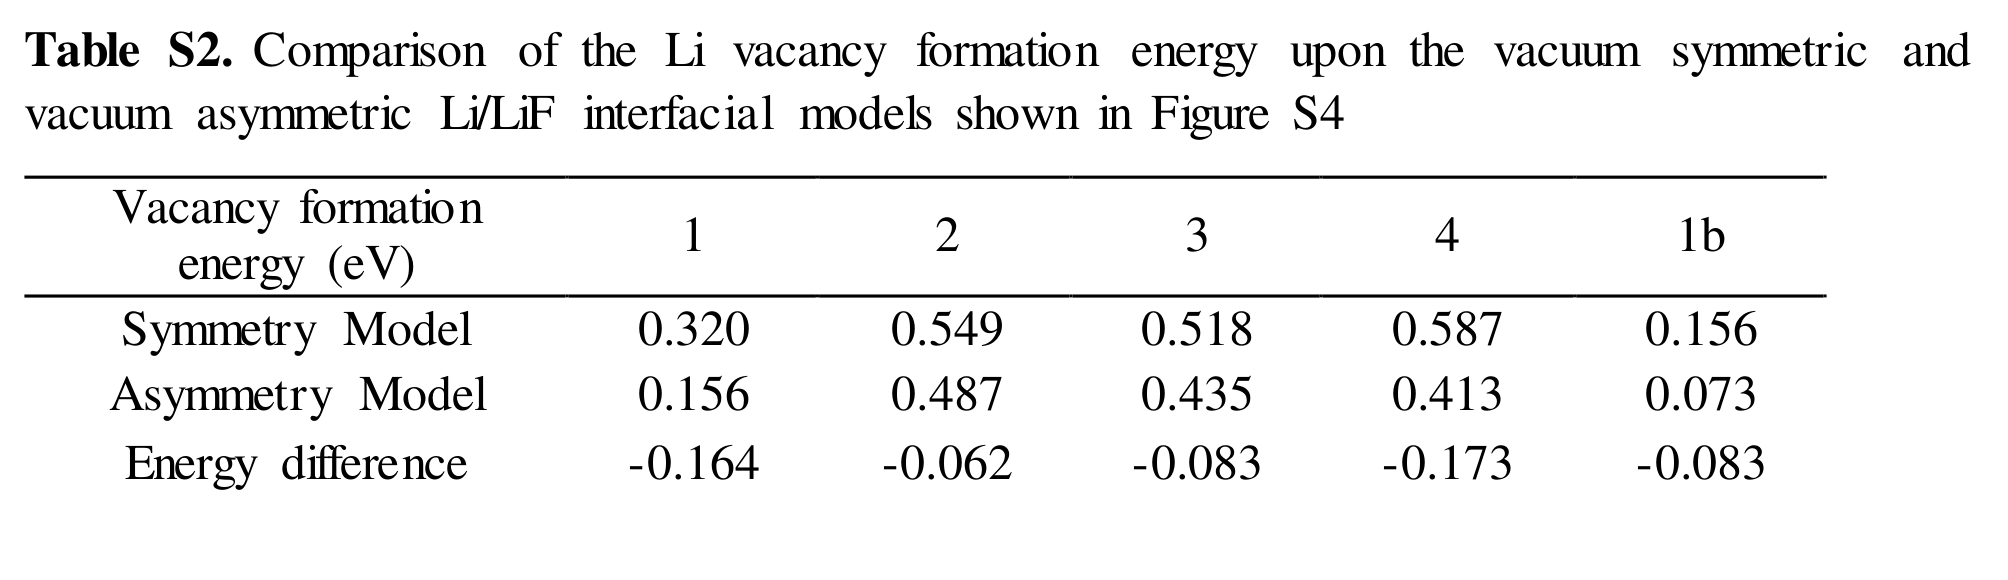 Table S2. Comparison of the Li vacancy formation energy upon the vacuum symmetric and
vacuum asymmetric Li/LiF interfacial models shown in Figure S4
Vacancy formation
energy (eV) 1 2 3 4 1b
Symmetry Model 0.320 0.549 0.518 0.587 0.156
Asymmetry Model 0.156 0.487 0.435 0.413 0.073
Energy difference -0.164 -0.062 -0.083 -0.173 -0.083